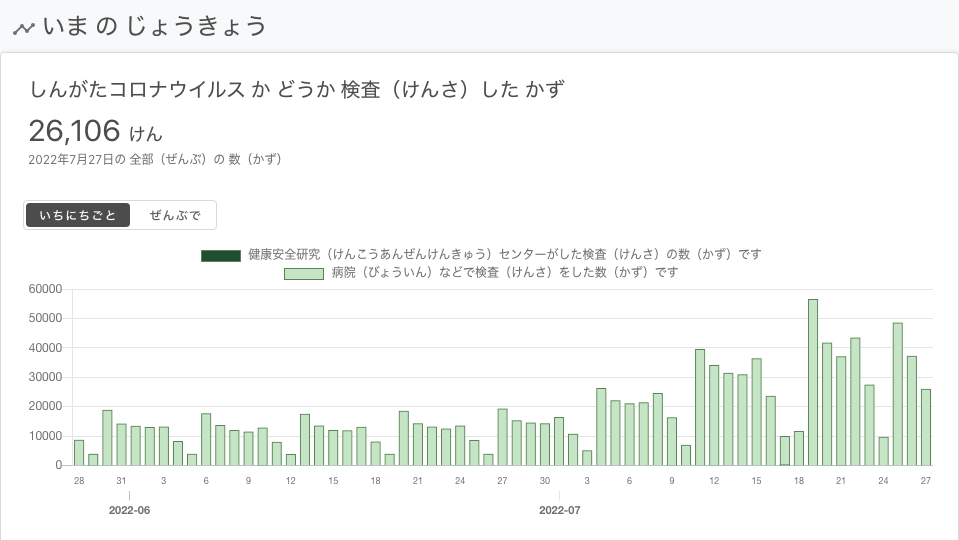 いま の じょうきょう
しんがたコロナウイルス か どうか 検査（けんさ）した かず
26,106 けん
2022年7月27日の 全部（ぜんぶ）の 数（かず）
いちにちごと ぜんぶで
健康安全研究（けんこうあんぜんけんきゅう）センターがした検査（けんさ）の数（かず）です
病院（びょういん）などで検査（けんさ）をした数（かず）です
60000
50000
40000
30000
20000
10000
0
28 31 3 6 9 12 15 18 21 24 27 30 3 6 9 12 15 18 21 24 27
2022-06 2022-07